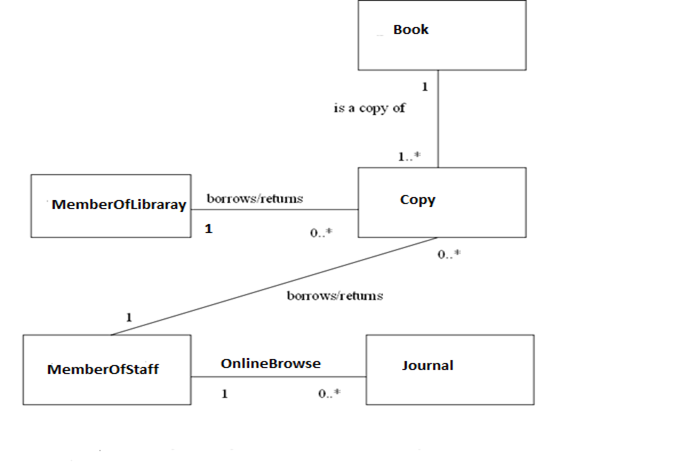 Book
1
is a copy of
1..*
MemberOfLibraray
borrows/returns
Copy
1
0..*
0..*
borrows/returns
1
MemberOfStaff
OnlineBrowse
Journal
1
0..*